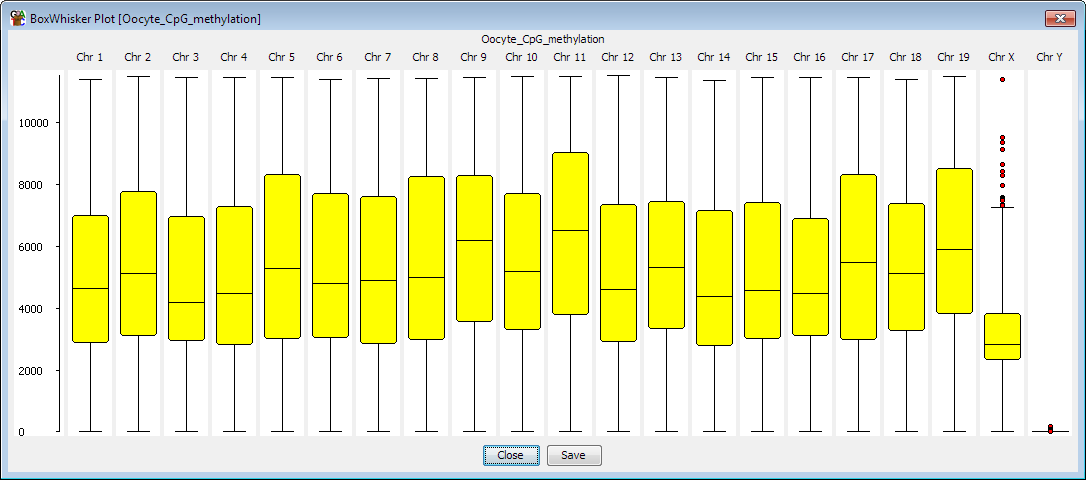 BoxWhisker Plot [Oocyte_CpG_methylation]
Oocyte_CpG_methylation
Chr 1 Chr 2 Chr 3 Chr 4 Chr 5 Chr 6 Chr 7 Chr 8 Chr 9 Chr 10 Chr 11 Chr 12 Chr 13 Chr 14 Chr 15 Chr 16 Chr 17 Chr 18 Chr 19 Chr X Chr Y
10000
8000
6000
4000
2000
0
Close Save